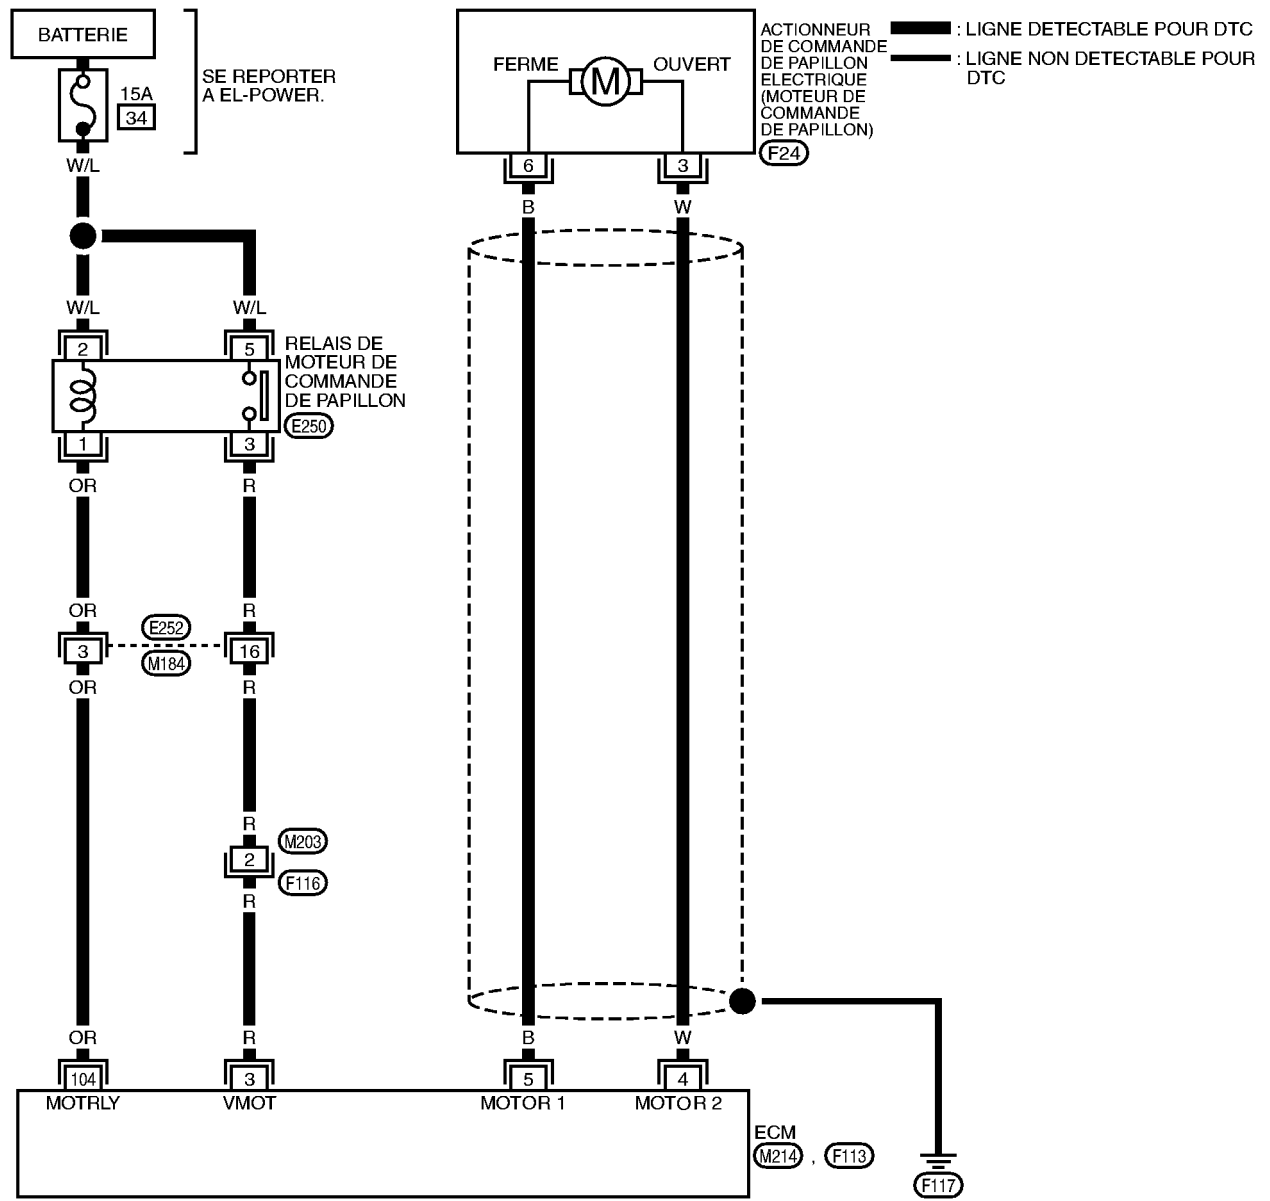 BATTERIE
15A
34
SE REPORTER
A EL-POWER.
W/L
W/L
W/L
2
5
RELAIS DE
MOTEUR DE
COMMANDE
DE PAPILLON
E250
1
3
OR
R
OR
R
E252
3
16
M184
OR
R
R
M203
2
F116
R
OR
R
104
3
MOTRLY
VMOT
FERME
M
OUVERT
ACTIONNEUR
DE COMMANDE
DE PAPILLON
ELECTRIQUE
(MOTEUR DE
COMMANDE
DE PAPILLON)
F24
6
3
B
W
B
W
5
4
MOTOR 1
MOTOR 2
ECM
M214 , F113
F117
: LIGNE DETECTABLE POUR DTC
: LIGNE NON DETECTABLE POUR
DTC